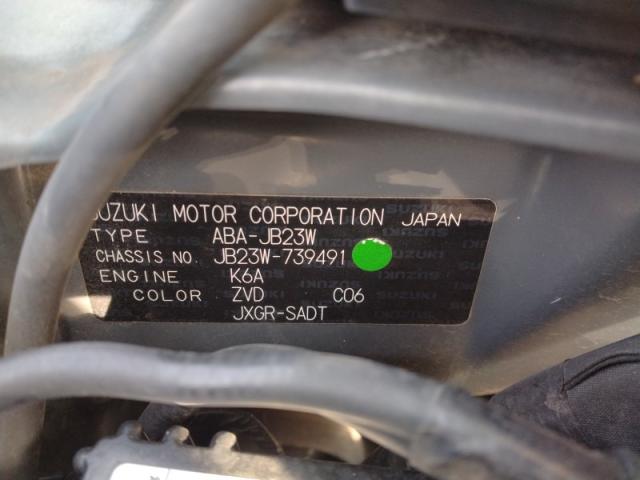 SUZUKI MOTOR CORPORATION JAPAN
TYPE ABA-JB23W
CHASSIS NO. JB23W-739491
ENGINE K6A
COLOR ZVD C06
JXGR-SADT